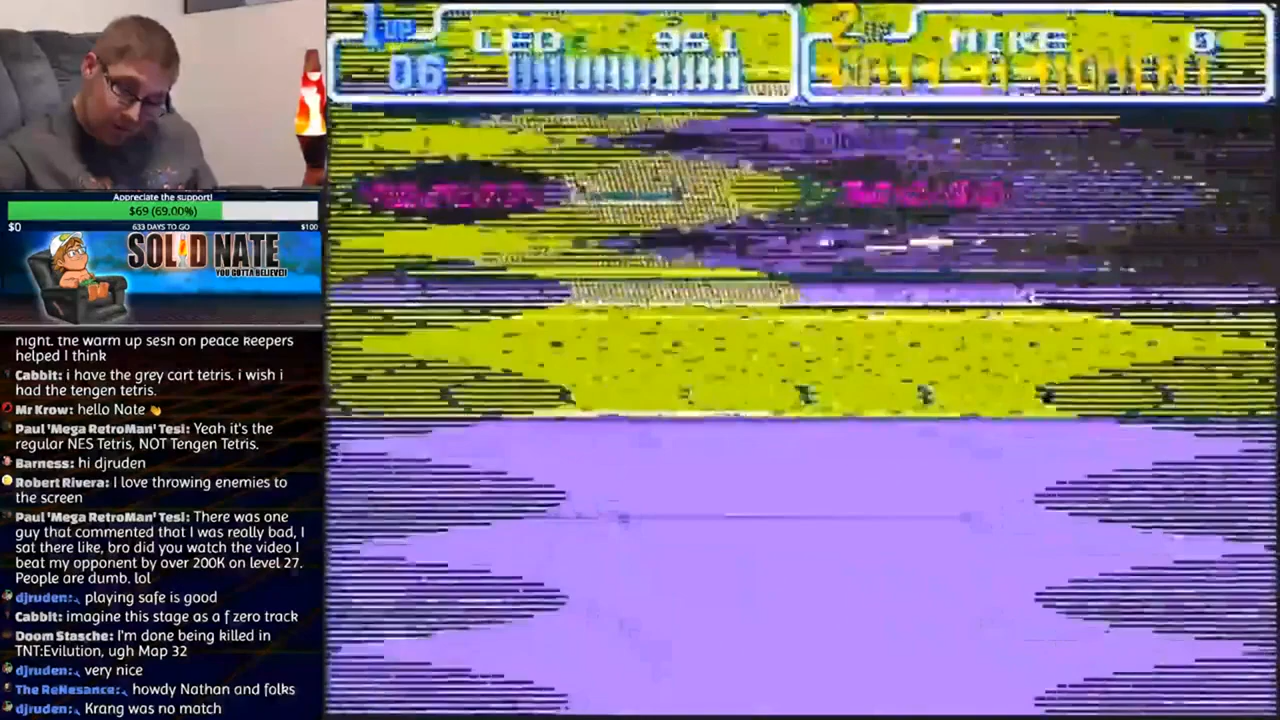 Appreciate the support!
$69 (69.00%)
$0
633 DAYS TO GO
$100
SOLID NATE
YOU GOTTA BELIEVE!!
night. the warm up sesh on peace keepers
helped I think
Cabbit: i have the grey cart tetris. i wish i
had the tengen tetris.
Mr Krow: hello Nate 👋
Paul 'Mega RetroMan' Tesi: Yeah it's the
regular NES Tetris, NOT Tengen Tetris.
Barness: hi djruden
Robert Rivera: I love throwing enemies to
the screen
Paul 'Mega RetroMan' Tesi: There was one
guy that commented that I was really bad, I
sat there like, bro did you watch the video I
beat my opponent by over 200K on level 27.
People are dumb. lol
djruden: playing safe is good
Cabbit: imagine this stage as a f zero track
Doom Stasche: I'm done being killed in
TNT:Evilution, ugh Map 32
djruden: very nice
The ReNesance: howdy Nathan and folks
djruden: Krang was no match
1UP LEO
06
2UP MIKE 0
WAIT A MOMENT